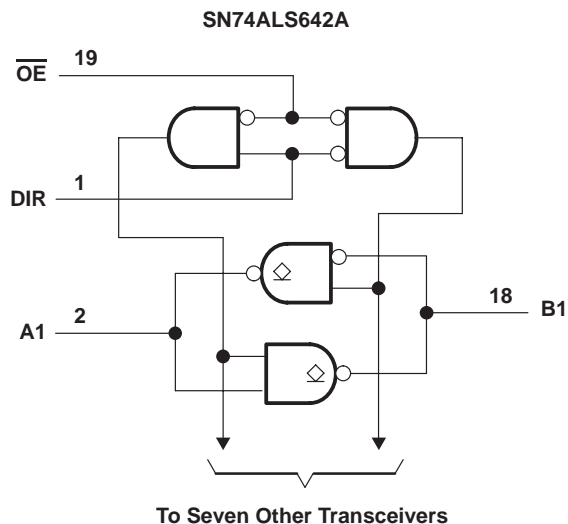 SN74ALS642A
OE 19
DIR 1
18 B1
A1 2
To Seven Other Transceivers